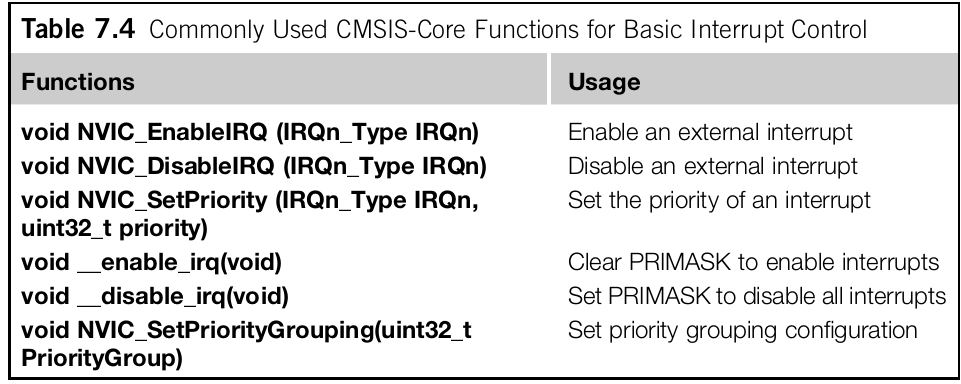 Table 7.4 Commonly Used CMSIS-Core Functions for Basic Interrupt Control
Functions Usage
void NVIC_EnableIRQ (IRQn_Type IRQn) Enable an external interrupt
void NVIC_DisableIRQ (IRQn_Type IRQn) Disable an external interrupt
void NVIC_SetPriority (IRQn_Type IRQn, Set the priority of an interrupt
uint32_t priority)
void __enable_irq(void) Clear PRIMASK to enable interrupts
void __disable_irq(void) Set PRIMASK to disable all interrupts
void NVIC_SetPriorityGrouping(uint32_t Set priority grouping configuration
PriorityGroup)